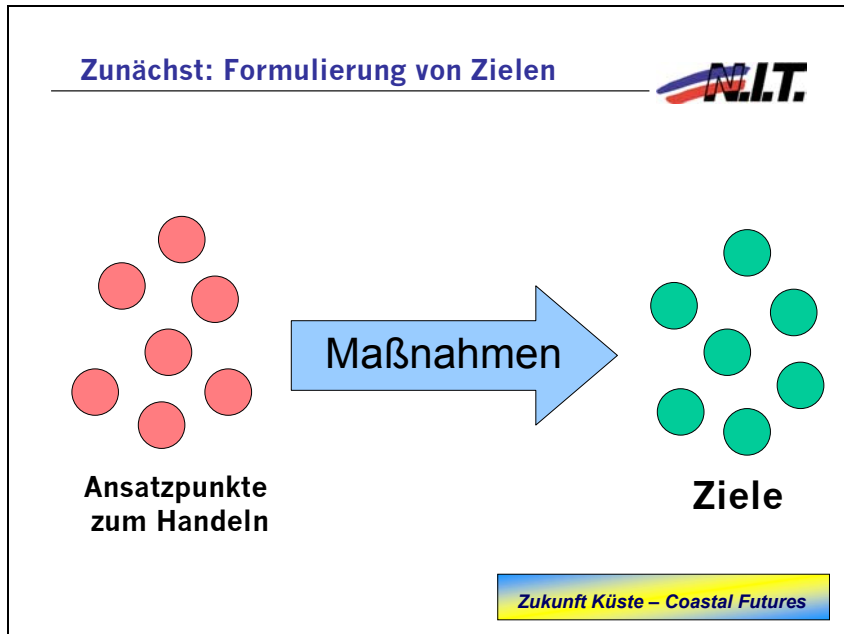 Zunächst: Formulierung von Zielen
N.I.T.
Maßnahmen
Ansatzpunkte
zum Handeln
Ziele
Zukunft Küste – Coastal Futures